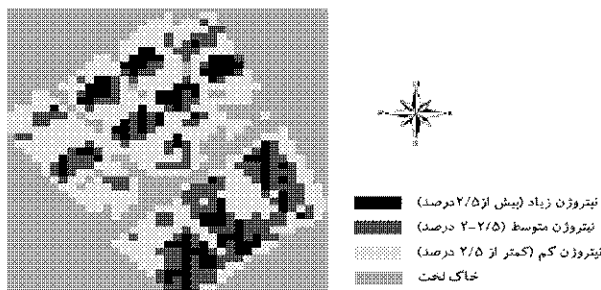 نیتروژن زیاد (بیش از ۲/۵ درصد)
نیتروژن متوسط (۲/۵-۲ درصد)
نیتروژن کم (کمتر از ۲/۵ درصد)
خاک لخت